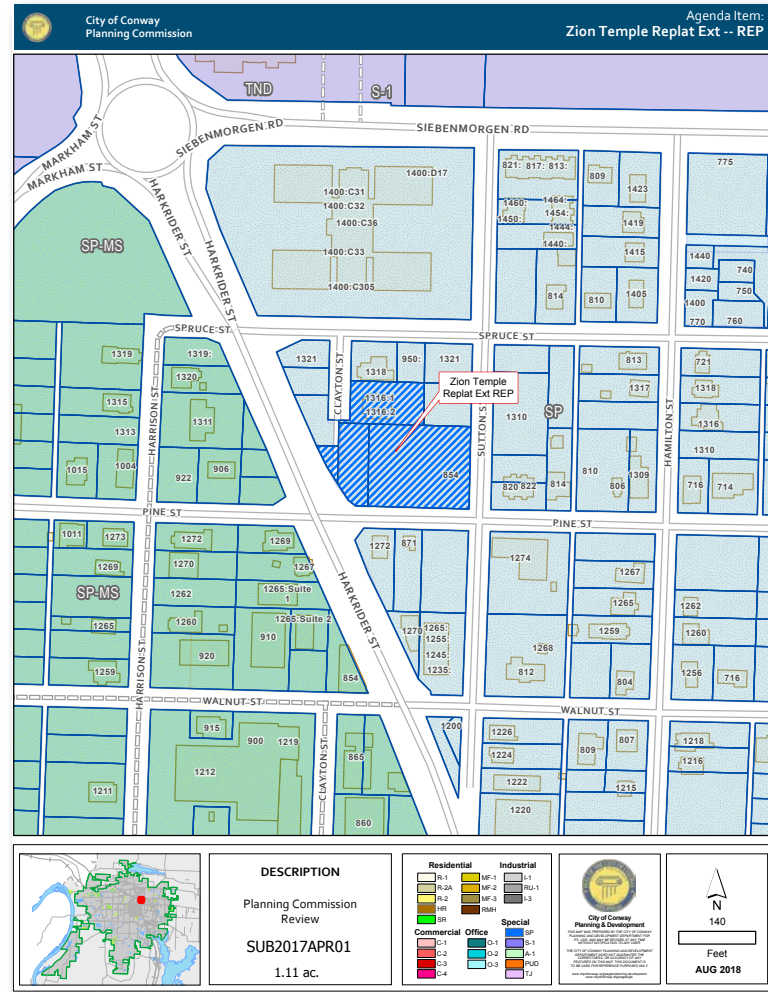 City of Conway
Planning Commission
Agenda Item:
Zion Temple Replat Ext -- REP
TND
S-1
MARKHAM ST
MARKHAM ST
SIEBENMORGEN RD
SIEBENMORGEN RD
HARKRIDER ST
HARKRIDER ST
SP-MS
1400:D17
1400:C31
1400:C32
1400:C36
1400:C33
1400:C305
821: 817: 813:
809
1423
775
1460: 1464:
1450: 1454:
1444:
1440:
1419
1415
814
810
1405
1440
1420
1400
740
750
770
760
SPRUCE ST
SPRUCE ST
1319
1319:
1320
1315
1313
1311
1015
1004
922
906
HARRISON ST
1321
CLAYTON ST
1318
950:
1321
1316:1
1316:2
854
Zion Temple
Replat Ext REP
SUTTON ST
1310
SP
820 822
814
813
1317
810
806
1309
HAMILTON ST
721
1318
1316
1310
716
714
PINE ST
PINE ST
1011
1273
1269
SP-MS
1265
1259
HARRISON ST
1272
1270
1262
1260
920
1269
1267
1265:Suite
1
1265:Suite 2
910
854
HARKRIDER ST
1272
871
1270
1265:
1255:
1245:
1235:
1274
1268
812
1267
1265
1259
804
1262
1260
1256
716
WALNUT ST
WALNUT ST
915
900
1219
1212
1211
CLAYTON ST
865
860
1200
1226
1224
1222
1220
809
807
1215
1218
1216
DESCRIPTION
Planning Commission
Review
SUB2017APR01
1.11 ac.
Residential
R-1
R-2A
R-2
HR
SR
MF-1
MF-2
MF-3
RMH
Industrial
I-1
RU-1
I-3
Commercial
C-1
C-2
C-3
C-4
Office
O-1
O-2
O-3
Special
SP
S-1
A-1
PUD
TJ
City of Conway
Planning & Development
N
140
Feet
AUG 2018